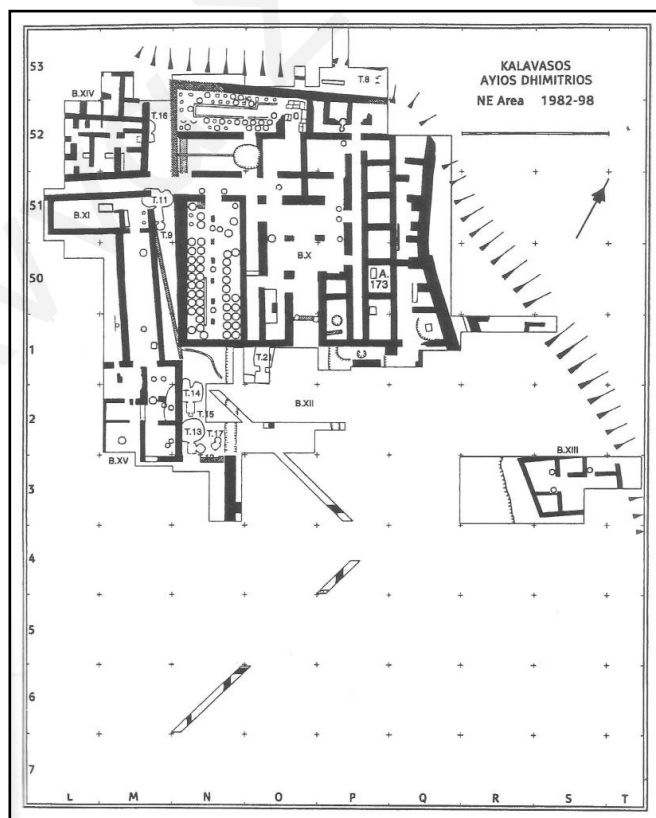 KALAVASOS
AYIOS DHIMITRIOS
NE Area 1982-98
53
T.8
B.XIV
T.16
52
T.11
51
B.XI
T.9
B.X
50
A.
173
1
T.21
T.14
B.XII
2
T.15
T.13
T.17
B.XV
B.XIII
3
4
5
6
7
L M N O P Q R S T